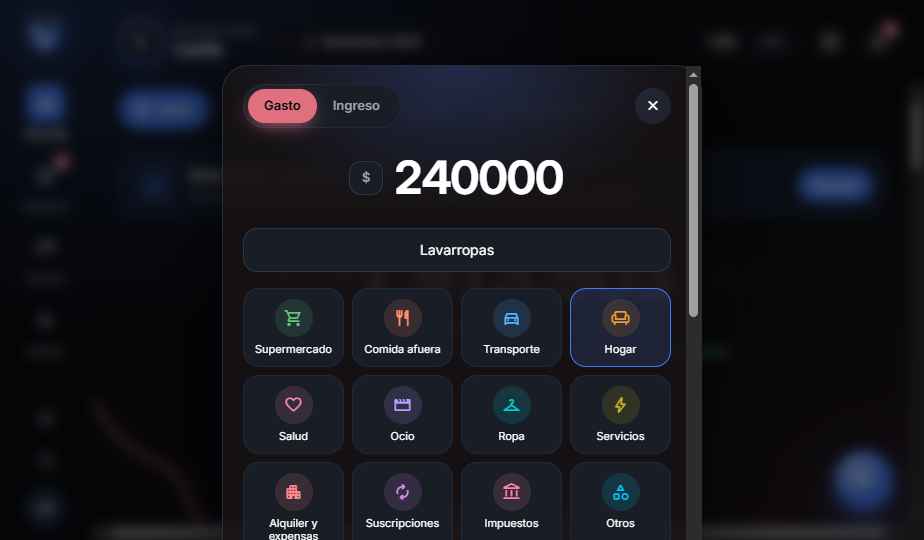 Gasto
Ingreso
$
240000
Lavarropas
Supermercado
Comida afuera
Transporte
Hogar
Salud
Ocio
Ropa
Servicios
Alquiler y
expensas
Suscripciones
Impuestos
Otros